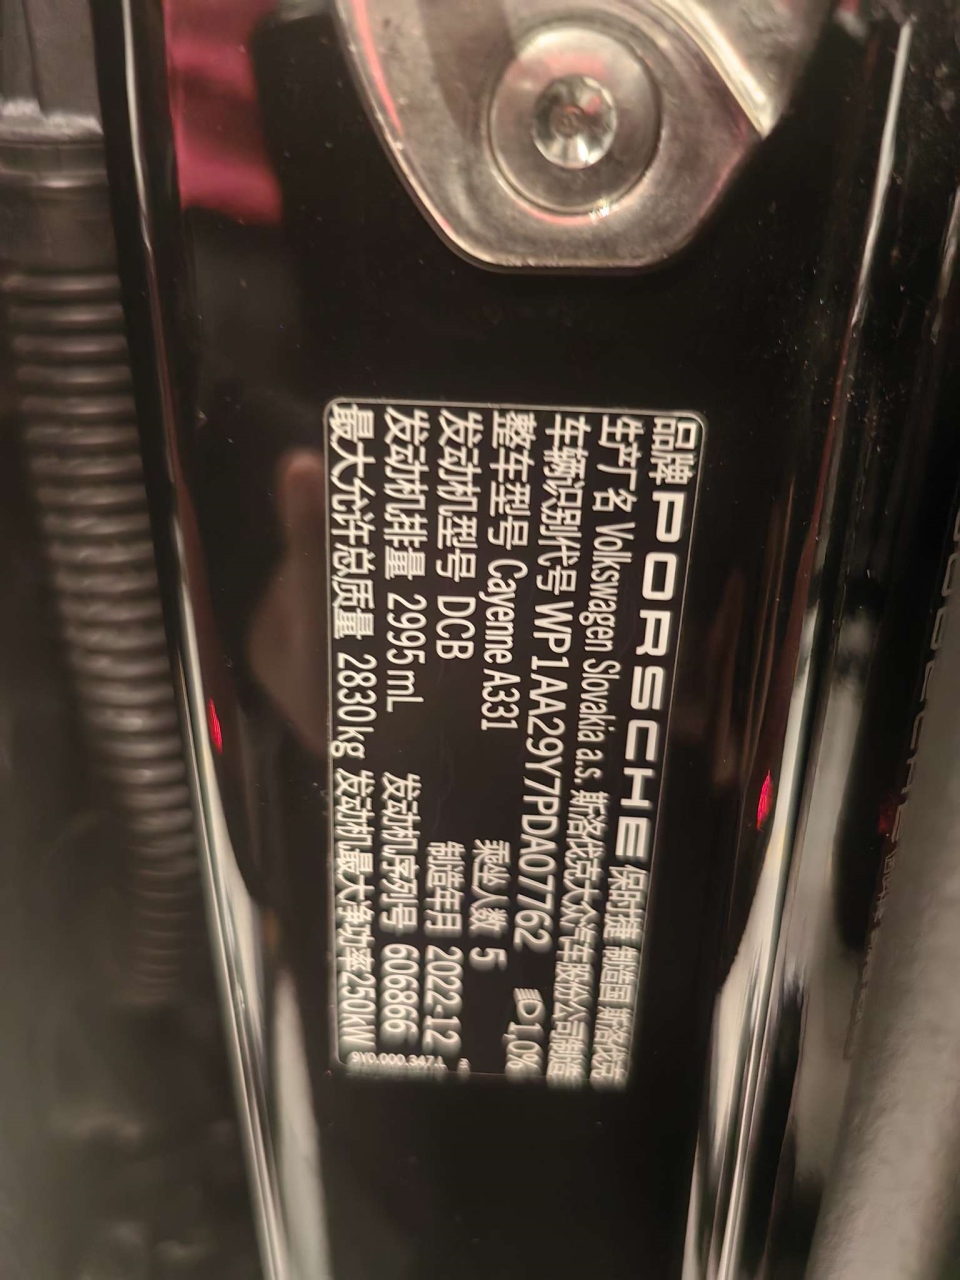 品牌 PORSCHE 保时捷 制造国 斯洛伐克
生产厂名 Volkswagen Slovakia a.s. 斯洛伐克大众汽车股份公司制造
车辆识别代号 WP1AA29Y7PDA07762 1,0%
整车型号 Cayenne A331 乘坐人数 5
发动机型号 DCB 制造年月 2022-12
发动机排量 2995mL 发动机序列号 606866
最大允许总质量 2830kg 发动机最大净功率250KW
9Y0.000.347.L